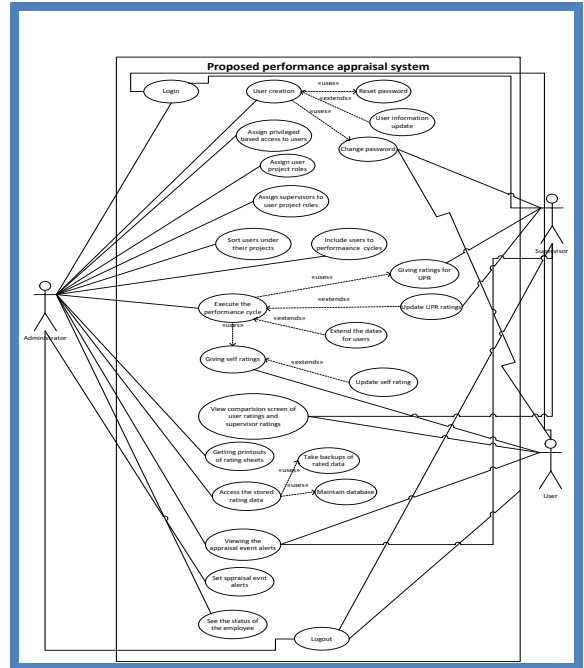 Proposed performance appraisal system
Login
User creation
«uses»
Reset password
«extends»
«uses»
User information
update
Change password
Assign privileged
based access to users
Assign user
project roles
Assign supervisors to
user project roles
Sort users under
their projects
Include users to
performaance cycles
Supervisor
«uses»
Giving ratings for
UPR
Administrator
Execute the
performance cycle
«extends»
Update UPR ratings
«extends»
Extend the dates
for users
«uses»
Giving self ratings
«extends»
Update self rating
View comparision screen of
user ratings and
supervisor ratings
Getting printouts
of rating sheets
Take backups of
rated data
«uses»
User
Access the stored
rating data
«uses»
Maintain database
Viewing the
appraisal event alerts
Set sppraisal evnt
alerts
See the status of
the employee
Logout